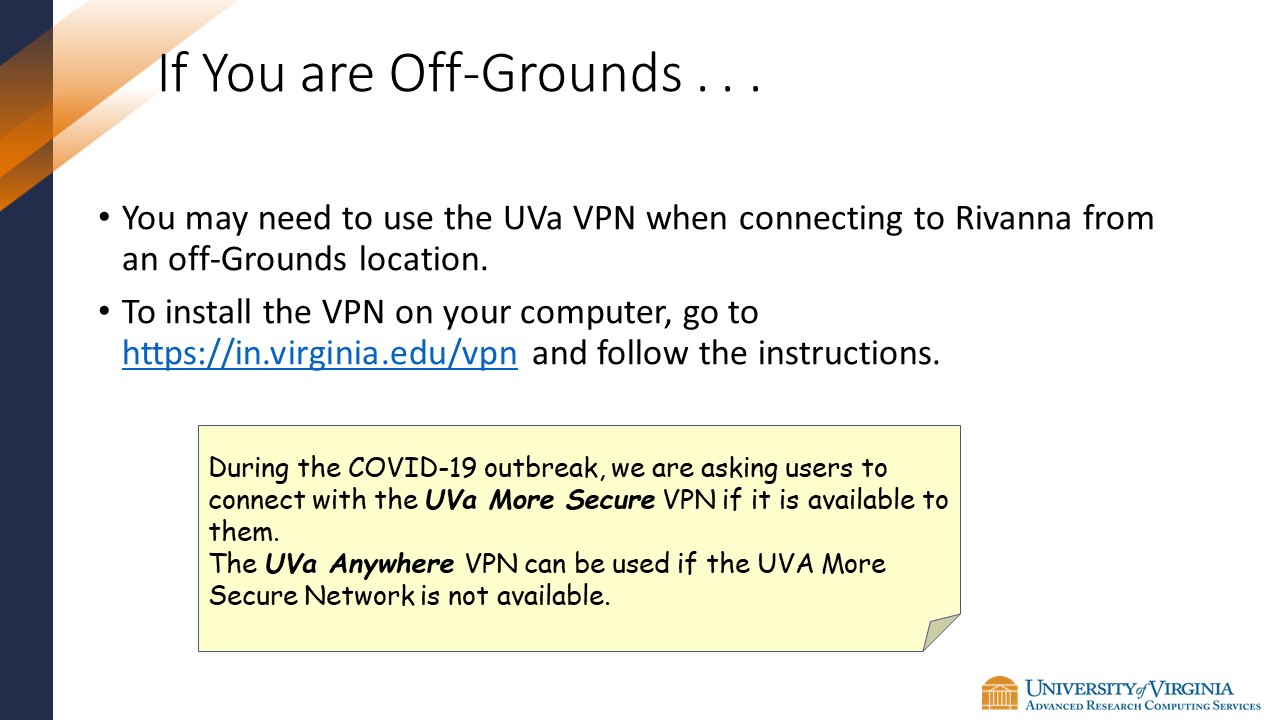 If You are Off-Grounds . . .
• You may need to use the UVa VPN when connecting to Rivanna from
an off-Grounds location.
• To install the VPN on your computer, go to
https://in.virginia.edu/vpn and follow the instructions.
During the COVID-19 outbreak, we are asking users to
connect with the UVa More Secure VPN if it is available to
them.
The UVa Anywhere VPN can be used if the UVA More
Secure Network is not available.
UNIVERSITY of VIRGINIA
ADVANCED RESEARCH COMPUTING SERVICES